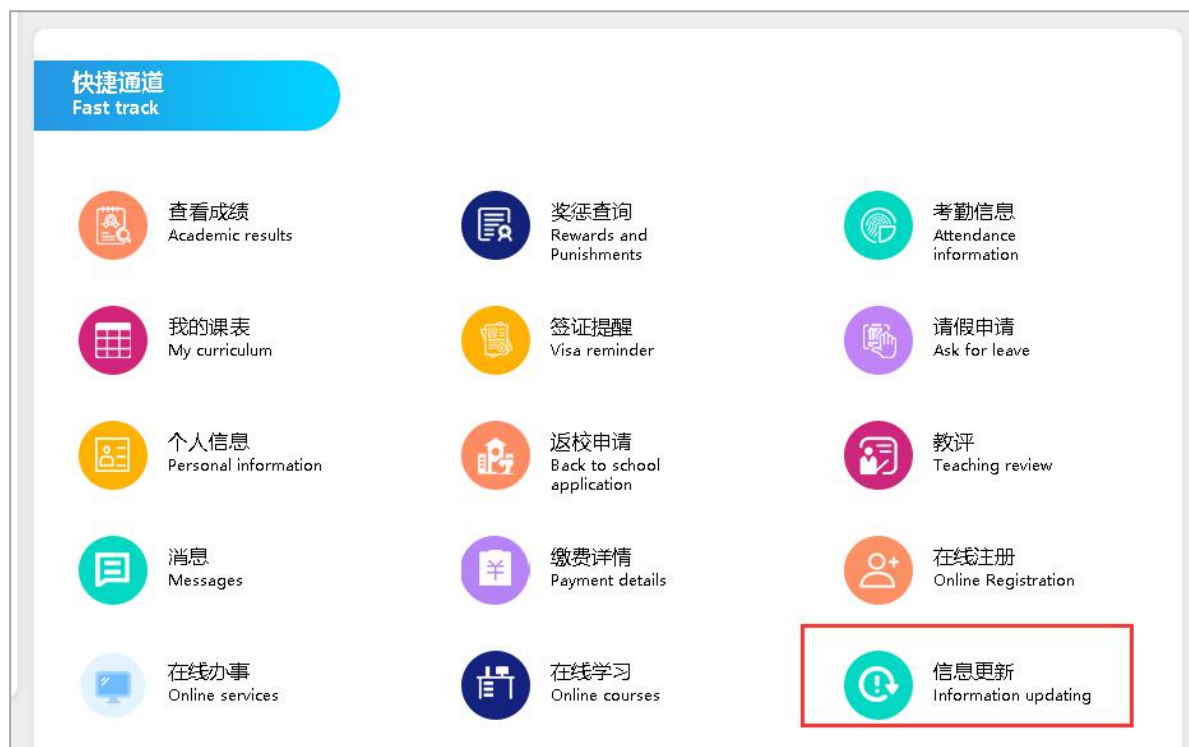 快捷通道
Fast track
查看成绩
Academic results
奖惩查询
Rewards and
Punishments
考勤信息
Attendance
information
我的课表
My curriculum
签证提醒
Visa reminder
请假申请
Ask for leave
个人信息
Personal information
返校申请
Back to school
application
教评
Teaching review
消息
Messages
¥
缴费详情
Payment details
在线注册
Online Registration
在线办事
Online services
在线学习
Online courses
信息更新
Information updating